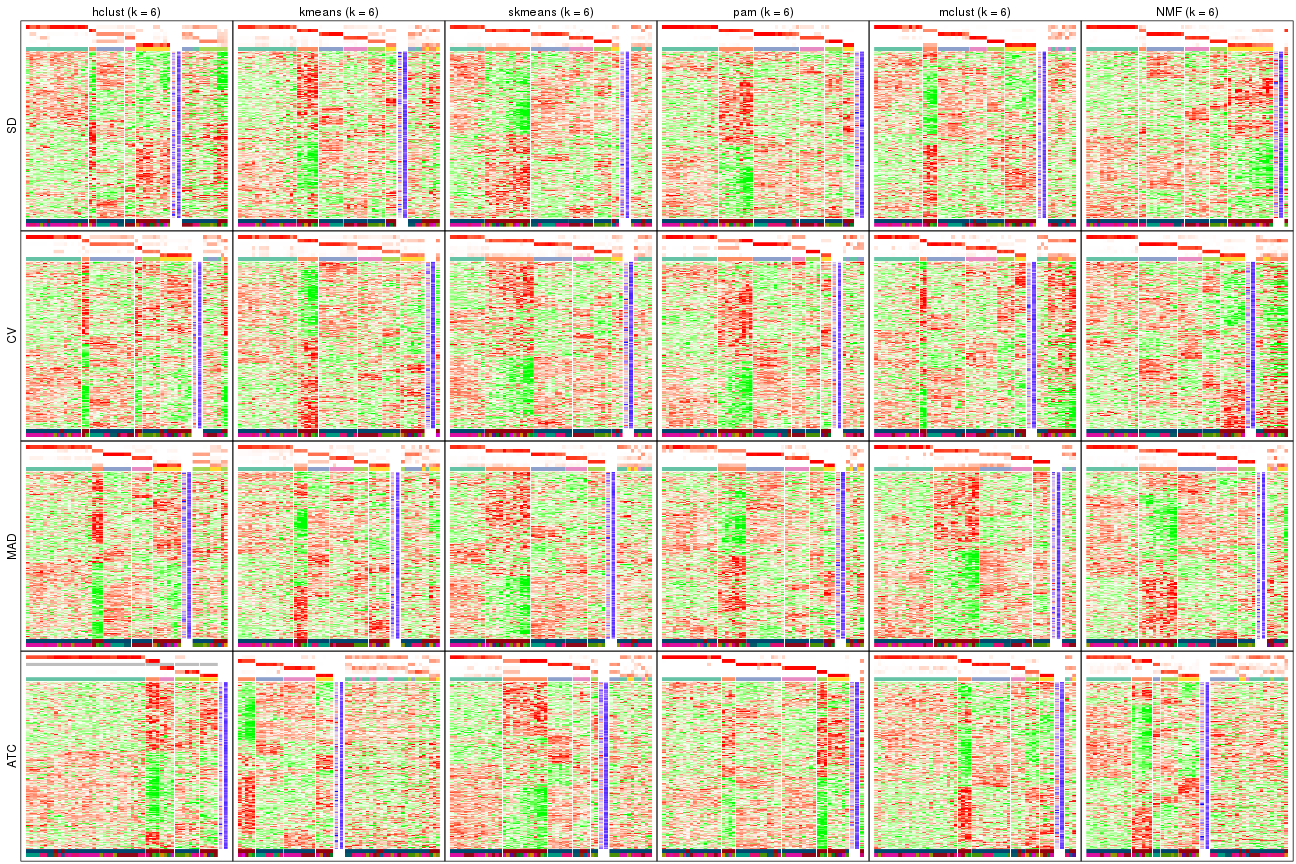 hclust (k = 6) kmeans (k = 6) skmeans (k = 6) pam (k = 6) mclust (k = 6) NMF (k = 6)
SD
CV
MAD
ATC